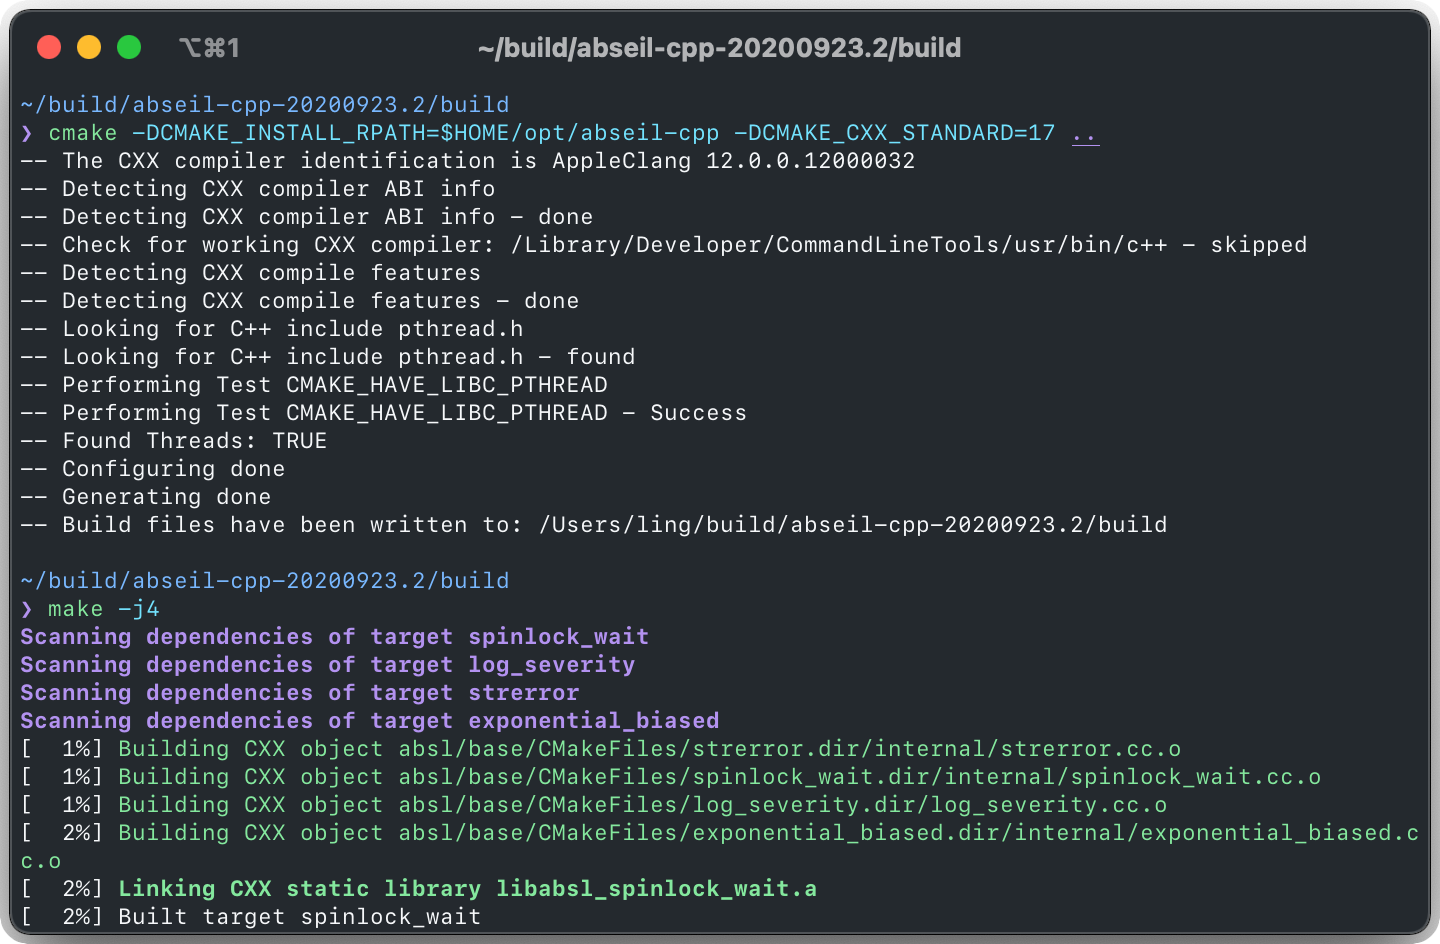 ⌥⌘1
~/build/abseil-cpp-20200923.2/build
~/build/abseil-cpp-20200923.2/build
❯ cmake -DCMAKE_INSTALL_RPATH=$HOME/opt/abseil-cpp -DCMAKE_CXX_STANDARD=17 ..
-- The CXX compiler identification is AppleClang 12.0.0.12000032
-- Detecting CXX compiler ABI info
-- Detecting CXX compiler ABI info - done
-- Check for working CXX compiler: /Library/Developer/CommandLineTools/usr/bin/c++ - skipped
-- Detecting CXX compile features
-- Detecting CXX compile features - done
-- Looking for C++ include pthread.h
-- Looking for C++ include pthread.h - found
-- Performing Test CMAKE_HAVE_LIBC_PTHREAD
-- Performing Test CMAKE_HAVE_LIBC_PTHREAD - Success
-- Found Threads: TRUE
-- Configuring done
-- Generating done
-- Build files have been written to: /Users/ling/build/abseil-cpp-20200923.2/build
~/build/abseil-cpp-20200923.2/build
❯ make -j4
Scanning dependencies of target spinlock_wait
Scanning dependencies of target log_severity
Scanning dependencies of target strerror
Scanning dependencies of target exponential_biased
[  1%] Building CXX object absl/base/CMakeFiles/strerror.dir/internal/strerror.cc.o
[  1%] Building CXX object absl/base/CMakeFiles/spinlock_wait.dir/internal/spinlock_wait.cc.o
[  1%] Building CXX object absl/base/CMakeFiles/log_severity.dir/log_severity.cc.o
[  2%] Building CXX object absl/base/CMakeFiles/exponential_biased.dir/internal/exponential_biased.c
c.o
[  2%] Linking CXX static library libabsl_spinlock_wait.a
[  2%] Built target spinlock_wait